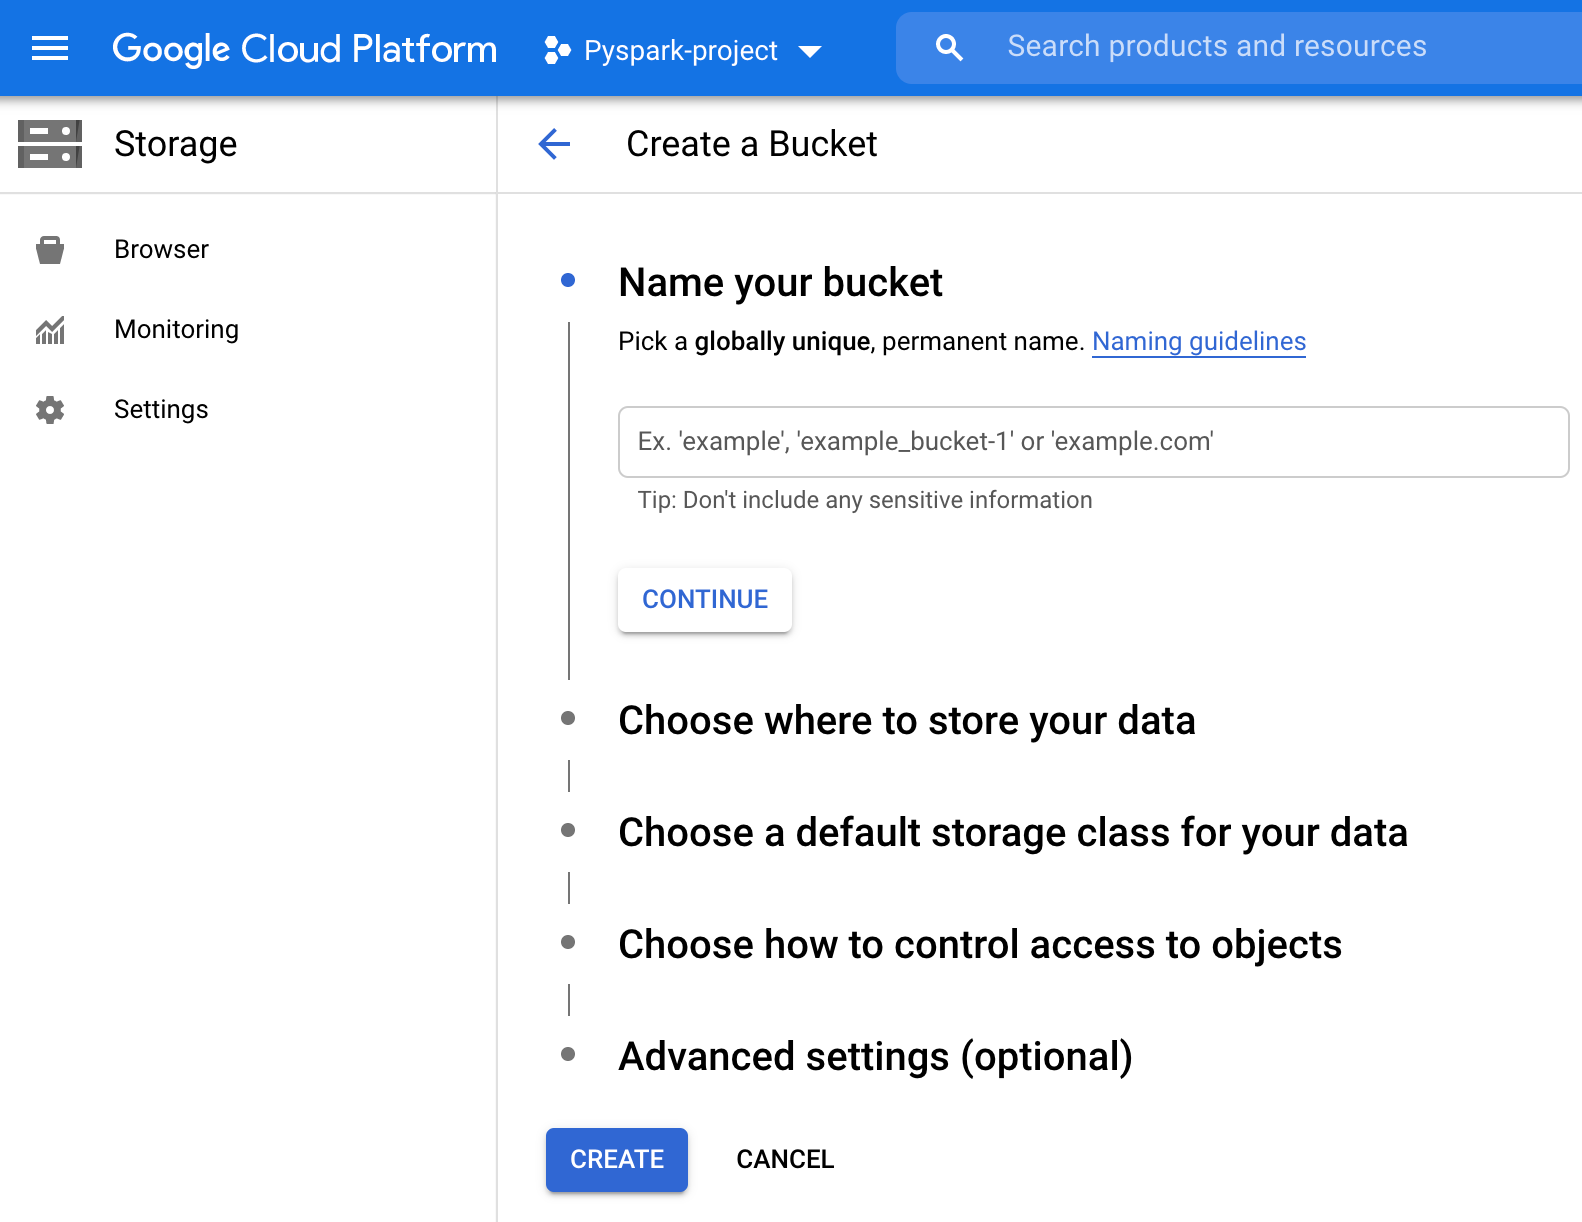 Google Cloud Platform
Pyspark-project
Search products and resources
Storage
Create a Bucket
Browser
Monitoring
Settings
Name your bucket
Pick a globally unique, permanent name. Naming guidelines
Ex. 'example', 'example_bucket-1' or 'example.com'
Tip: Don't include any sensitive information
CONTINUE
Choose where to store your data
Choose a default storage class for your data
Choose how to control access to objects
Advanced settings (optional)
CREATE
CANCEL